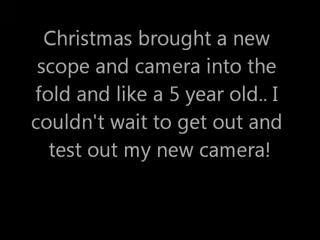 Christmas brought a new
scope and camera into the
fold and like a 5 year old.. I
couldn't wait to get out and
test out my new camera!